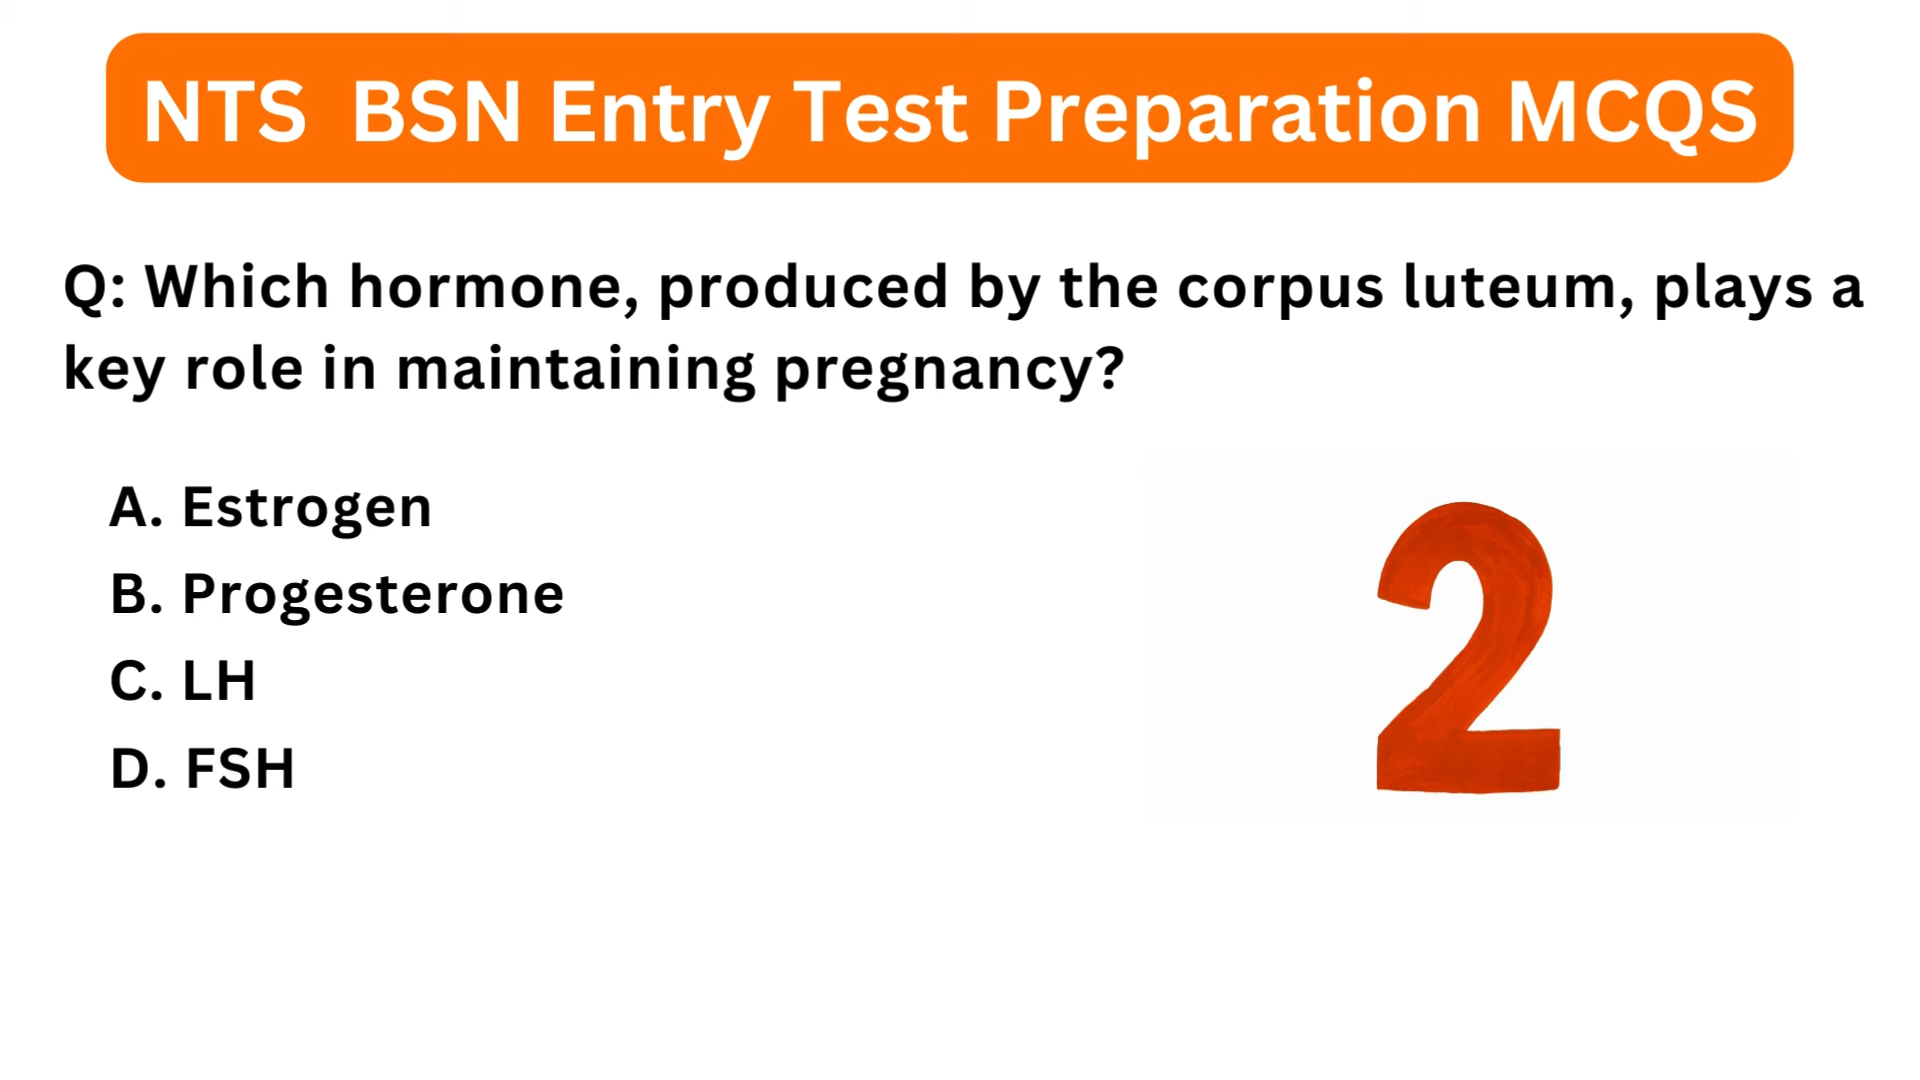 NTS BSN Entry Test Preparation MCQS
Q: Which hormone, produced by the corpus luteum, plays a
key role in maintaining pregnancy?
A. Estrogen
B. Progesterone
C. LH
D. FSH
2